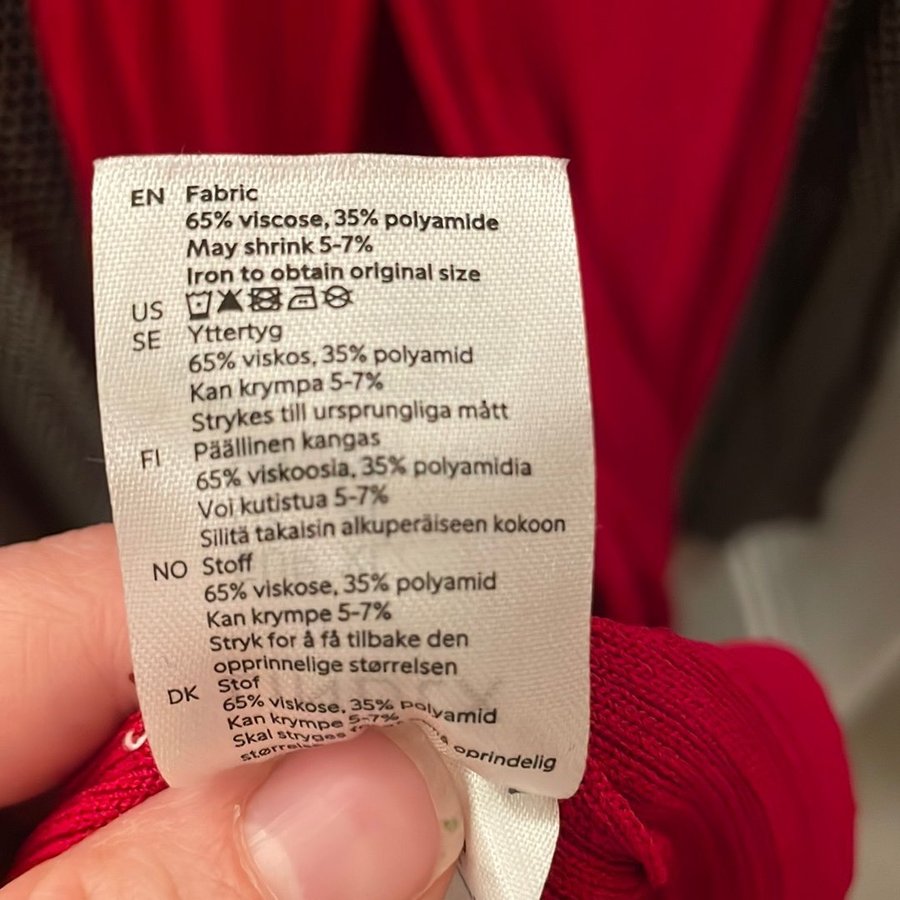 EN Fabric
65% viscose, 35% polyamide
May shrink 5-7%
Iron to obtain original size
US
SE Yttertyg
65% viskos, 35% polyamid
Kan krympa 5-7%
Strykes till ursprungliga mått
FI Päällinen kangas
65% viskoosia, 35% polyamidia
Voi kutistua 5-7%
Silitä takaisin alkuperäiseen kokoon
NO Stoff
65% viskose, 35% polyamid
Kan krympe 5-7%
Stryk for å få tilbake den
opprinnelige størrelsen
DK Stof
65% viskose, 35% polyamid
Kan krympe 5-7%
Skal stryges
oprindelig